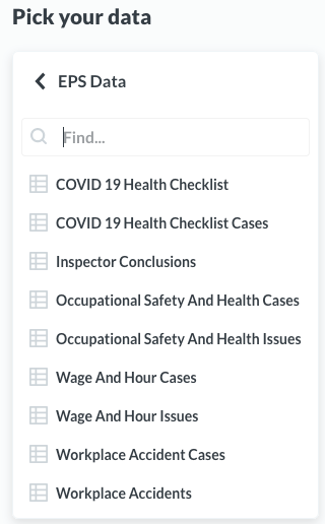 Pick your data
EPS Data
Find...
COVID 19 Health Checklist
COVID 19 Health Checklist Cases
Inspector Conclusions
Occupational Safety And Health Cases
Occupational Safety And Health Issues
Wage And Hour Cases
Wage And Hour Issues
Workplace Accident Cases
Workplace Accidents